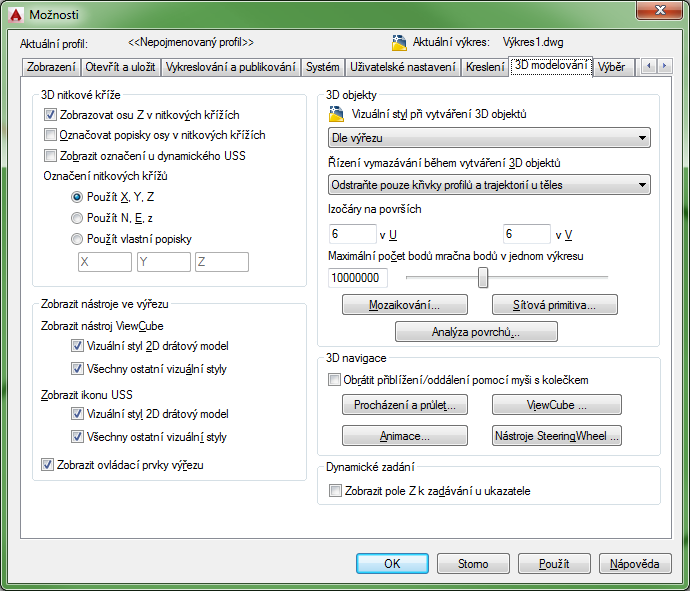 Možnosti
Aktuální profil: <<Nepojmenovaný profil>> Aktuální výkres: Výkres1.dwg
Zobrazení Otevřít a uložit Vykreslování a publikování Systém Uživatelské nastavení Kreslení 3D modelování Výběr
3D nitkové kříže
Zobrazovat osu Z v nitkových křížích
Označovat popisky osy v nitkových křížích
Zobrazit označení u dynamického USS
Označení nitkových křížů
Použít X, Y, Z
Použít N, E, z
Použít vlastní popisky
X Y Z
Zobrazit nástroje ve výřezu
Zobrazit nástroj ViewCube
Vizuální styl 2D drátový model
Všechny ostatní vizuální styly
Zobrazit ikonu USS
Vizuální styl 2D drátový model
Všechny ostatní vizuální styly
Zobrazit ovládací prvky výřezu
3D objekty
Vizuální styl při vytváření 3D objektů
Dle výřezu
Řízení vymazávání během vytváření 3D objektů
Odstraňte pouze křivky profilů a trajektorií u těles
Izočáry na površích
6 v U 6 v V
Maximální počet bodů mračna bodů v jednom výkresu
10000000
Mozaikování... Síťová primitiva...
Analýza povrchů...
3D navigace
Obrátit přiblížení/oddálení pomocí myši s kolečkem
Procházení a průlet... ViewCube ...
Animace... Nástroje SteeringWheel ...
Dynamické zadání
Zobrazit pole Z k zadávání u ukazatele
OK Storno Použít Nápověda